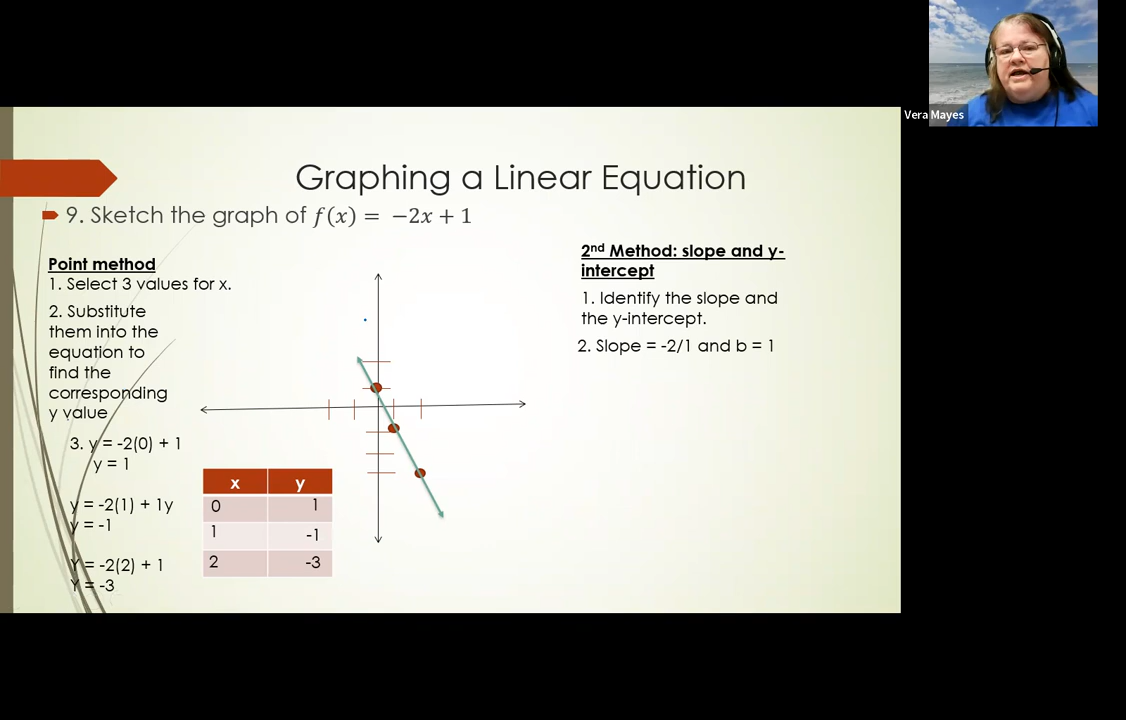 Vera Mayes
Graphing a Linear Equation
9. Sketch the graph of f(x) = −2x + 1
Point method
1. Select 3 values for x.
2. Substitute
them into the
equation to
find the
corresponding
y value
3. y = -2(0) + 1
y = 1
y = -2(1) + 1y
y = -1
Y = -2(2) + 1
Y = -3
x y
0 1
1 -1
2 -3
2nd Method: slope and y-
intercept
1. Identify the slope and
the y-intercept.
2. Slope = -2/1 and b = 1